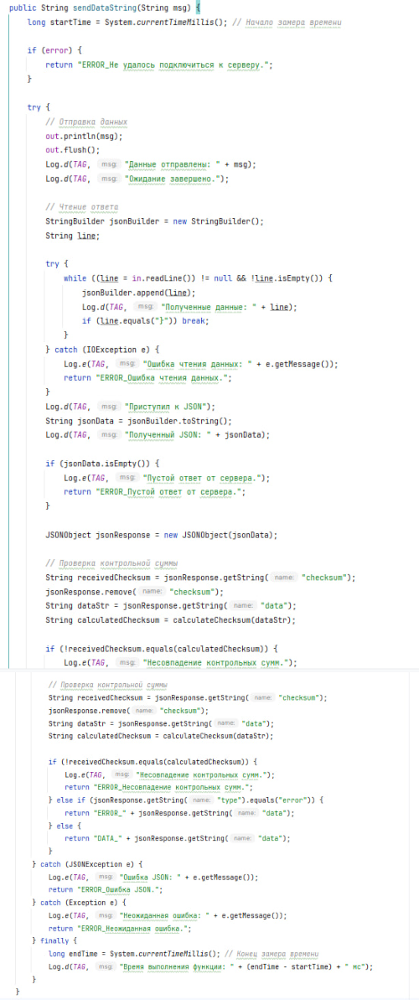 public String sendDataString(String msg) {
long startTime = System.currentTimeMillis(); // Начало замера времени
if (error) {
return "ERROR_Не удалось подключиться к серверу.";
}
try {
// Отправка данных
out.println(msg);
out.flush();
Log.d(TAG, msg: "Данные отправлены: " + msg);
Log.d(TAG, msg: "Ожидание завершено.");
// Чтение ответа
StringBuilder jsonBuilder = new StringBuilder();
String line;
try {
while ((line = in.readLine()) != null && !line.isEmpty()) {
jsonBuilder.append(line);
Log.d(TAG, msg: "Полученные данные: " + line);
if (line.equals("}")) break;
}
} catch (IOException e) {
Log.e(TAG, msg: "Ошибка чтения данных: " + e.getMessage());
return "ERROR_Ошибка чтения данных.";
}
Log.d(TAG, msg: "Приступил к JSON");
String jsonData = jsonBuilder.toString();
Log.d(TAG, msg: "Полученный JSON: " + jsonData);
if (jsonData.isEmpty()) {
Log.e(TAG, msg: "Пустой ответ от сервера.");
return "ERROR_Пустой ответ от сервера.";
}
JSONObject jsonResponse = new JSONObject(jsonData);
// Проверка контрольной суммы
String receivedChecksum = jsonResponse.getString( name: "checksum");
jsonResponse.remove( name: "checksum");
String dataStr = jsonResponse.getString( name: "data");
String calculatedChecksum = calculateChecksum(dataStr);
if (!receivedChecksum.equals(calculatedChecksum)) {
Log.e(TAG, msg: "Несовпадение контрольных сумм.");
// Проверка контрольной суммы
String receivedChecksum = jsonResponse.getString( name: "checksum");
jsonResponse.remove( name: "checksum");
String dataStr = jsonResponse.getString( name: "data");
String calculatedChecksum = calculateChecksum(dataStr);
if (!receivedChecksum.equals(calculatedChecksum)) {
Log.e(TAG, msg: "Несовпадение контрольных сумм.");
return "ERROR_Несовпадение контрольных сумм.";
} else if (jsonResponse.getString( name: "type").equals("error")) {
return "ERROR_" + jsonResponse.getString( name: "data");
} else {
return "DATA_" + jsonResponse.getString( name: "data");
}
} catch (JSONException e) {
Log.e(TAG, msg: "Ошибка JSON: " + e.getMessage());
return "ERROR_Ошибка JSON.";
} catch (Exception e) {
Log.e(TAG, msg: "Неожиданная ошибка: " + e.getMessage());
return "ERROR_Неожиданная ошибка.";
} finally {
long endTime = System.currentTimeMillis(); // Конец замера времени
Log.d(TAG, msg: "Время выполнения функции: " + (endTime - startTime) + " мс");
}
}